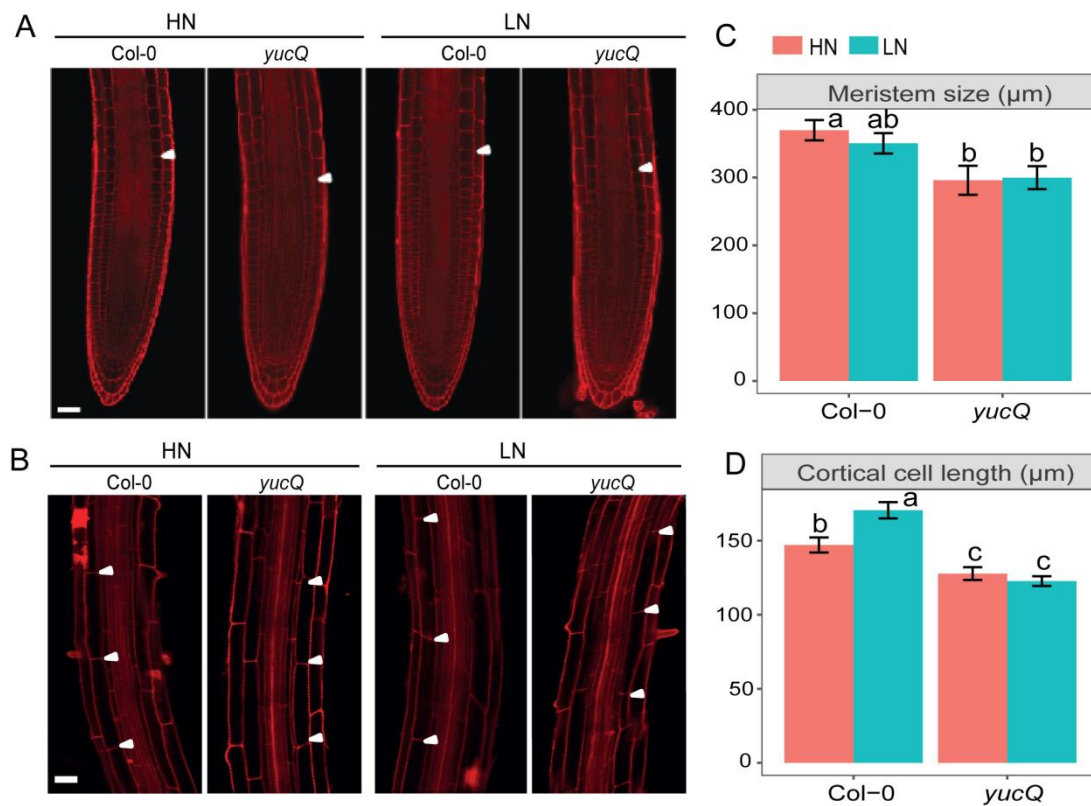 A
HN
LN
Col-0
yucQ
Col-0
yucQ
B
HN
LN
Col-0
yucQ
Col-0
yucQ
C
HN
LN
Meristem size (µm)
400
300
200
100
0
a
ab
b
b
Col−0
yucQ
D
Cortical cell length (µm)
150
100
50
0
b
a
c
c
Col−0
yucQ